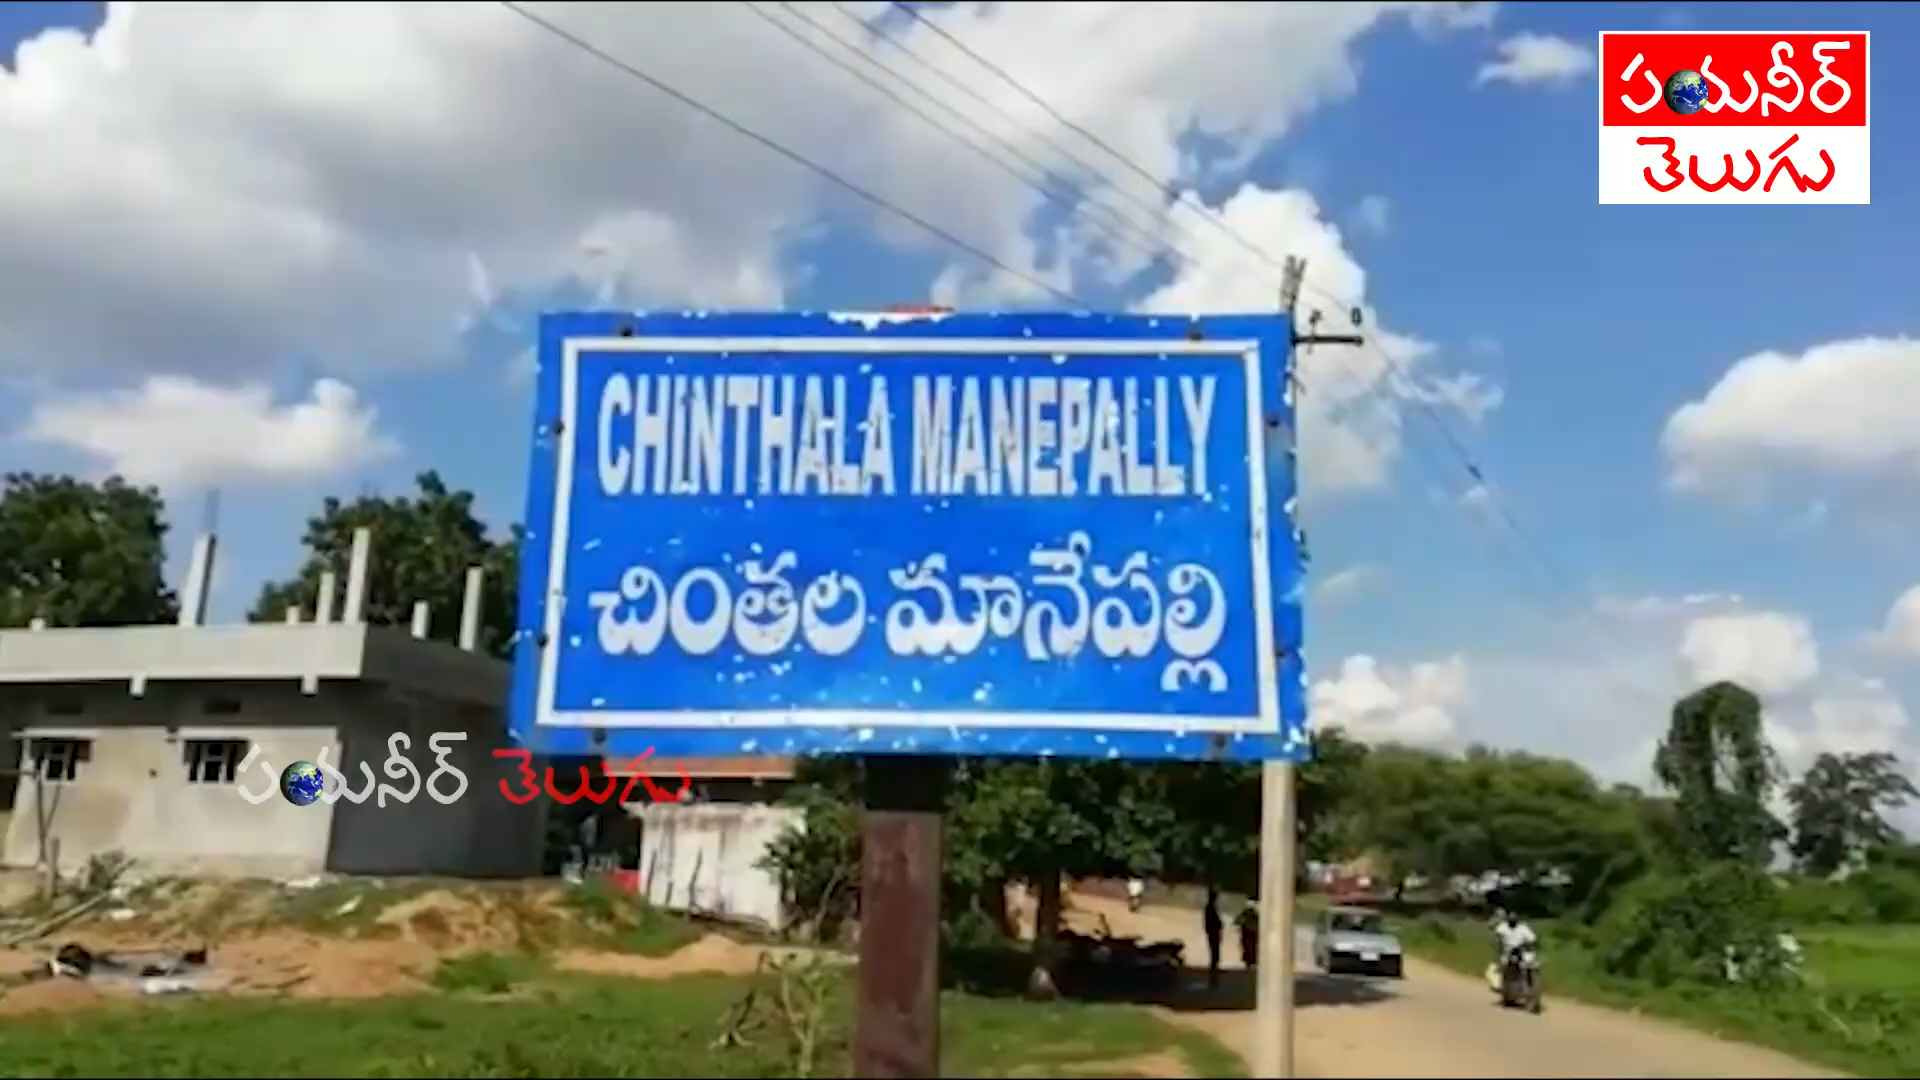 పయనీర్
తెలుగు
CHINTHALA MANEPALLY
చింతల మానేపల్లి
పయనీర్ తెలుగు